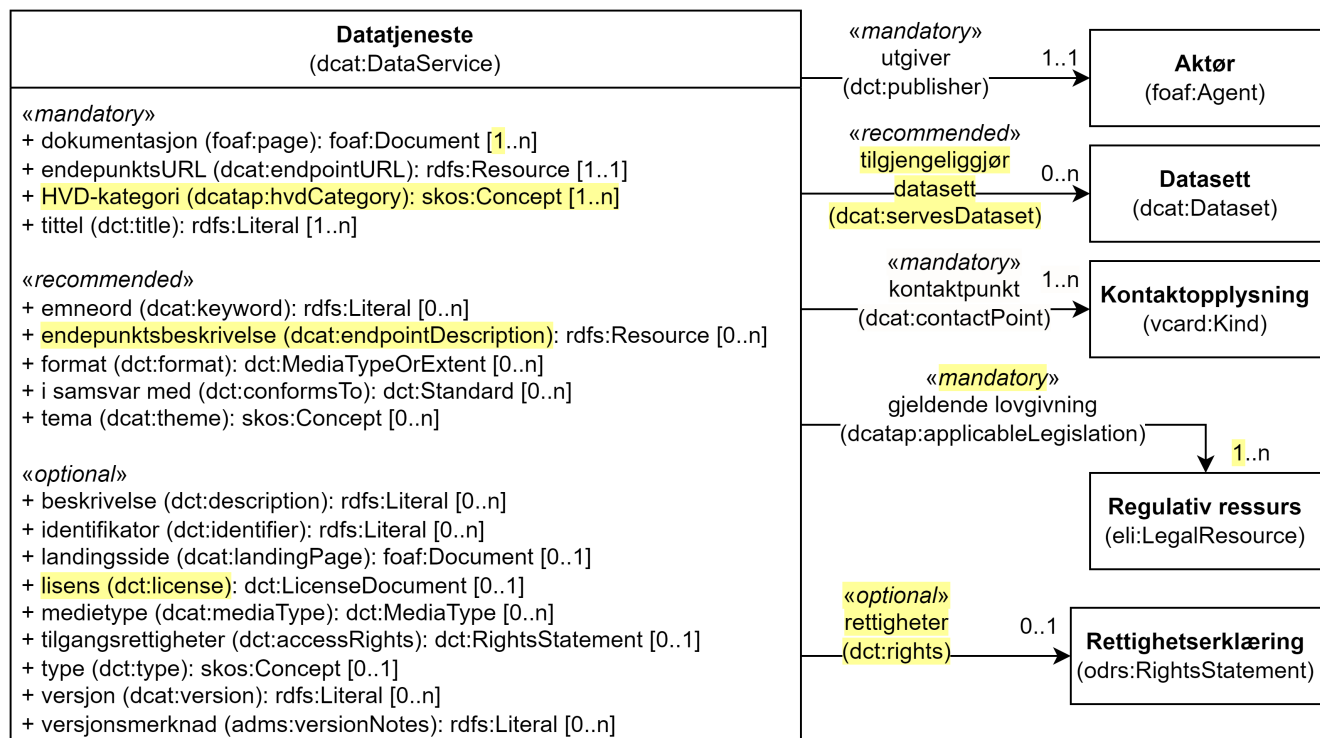 Datatjeneste
(dcat:DataService)
«mandatory»
+ dokumentasjon (foaf:page): foaf:Document [1..n]
+ endepunktsURL (dcat:endpointURL): rdfs:Resource [1..1]
+ HVD-kategori (dcatap:hvdCategory): skos:Concept [1..n]
+ tittel (dct:title): rdfs:Literal [1..n]
«recommended»
+ emneord (dcat:keyword): rdfs:Literal [0..n]
+ endepunktsbeskrivelse (dcat:endpointDescription): rdfs:Resource [0..n]
+ format (dct:format): dct:MediaTypeOrExtent [0..n]
+ i samsvar med (dct:conformsTo): dct:Standard [0..n]
+ tema (dcat:theme): skos:Concept [0..n]
«optional»
+ beskrivelse (dct:description): rdfs:Literal [0..n]
+ identifikator (dct:identifier): rdfs:Literal [0..n]
+ landingsside (dcat:landingPage): foaf:Document [0..1]
+ lisens (dct:license): dct:LicenseDocument [0..1]
+ medietype (dcat:mediaType): dct:MediaType [0..n]
+ tilgangsrettigheter (dct:accessRights): dct:RightsStatement [0..1]
+ type (dct:type): skos:Concept [0..1]
+ versjon (dcat:version): rdfs:Literal [0..n]
+ versjonsmerknad (adms:versionNotes): rdfs:Literal [0..n]
«mandatory»
utgiver
(dct:publisher)
1..1
Aktør
(foaf:Agent)
«recommended»
tilgjengeliggjør
datasett
(dcat:servesDataset)
0..n
Datasett
(dcat:Dataset)
«mandatory»
kontaktpunkt
(dcat:contactPoint)
1..n
Kontaktopplysning
(vcard:Kind)
«mandatory»
gjeldende lovgivning
(dcatap:applicableLegislation)
1..n
Regulativ ressurs
(eli:LegalResource)
«optional»
rettigheter
(dct:rights)
0..1
Rettighetserklæring
(odrs:RightsStatement)